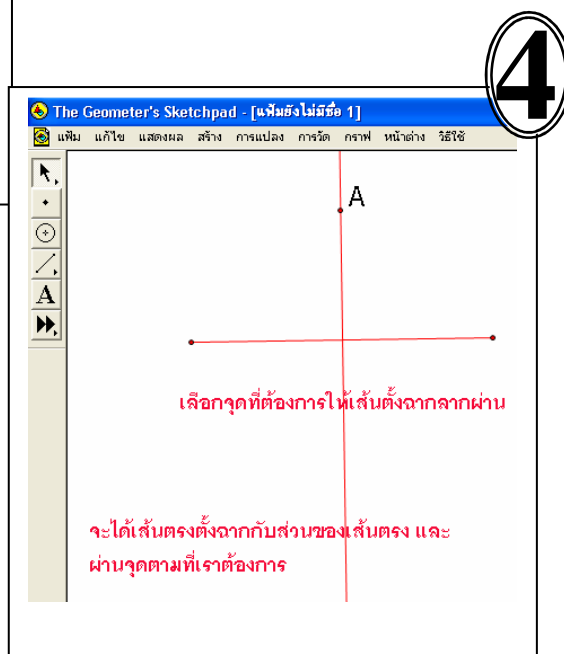 4
The Geometer's Sketchpad - [แฟ้มยังไม่มีชื่อ 1]
แฟ้ม แก้ไข แสดงผล สร้าง การแปลง การวัด กราฟ หน้าต่าง วิธีใช้
A
A
เลือกจุดที่ต้องการให้เส้นตั้งฉากลากผ่าน
จะได้เส้นตรงตั้งฉากกับส่วนของเส้นตรง และ
ผ่านจุดตามที่เราต้องการ